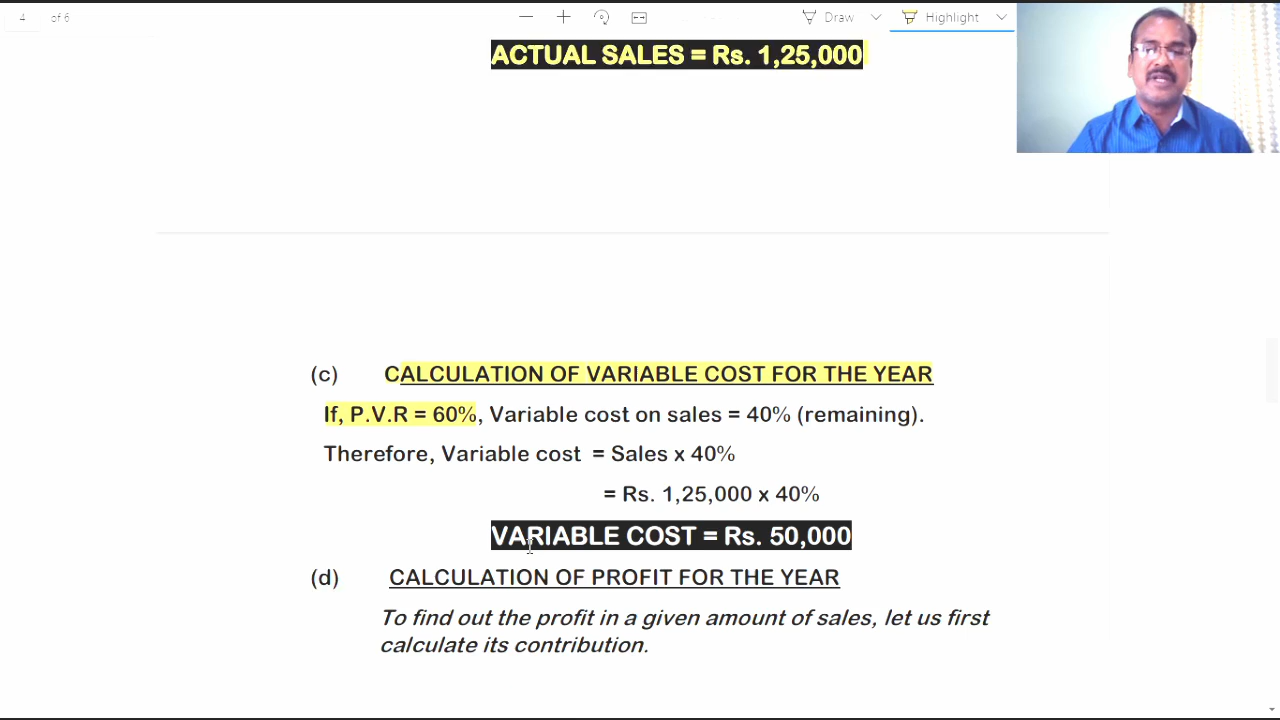 4 of 6
Draw
Highlight
ACTUAL SALES = Rs. 1,25,000
(c) CALCULATION OF VARIABLE COST FOR THE YEAR
If, P.V.R = 60%, Variable cost on sales = 40% (remaining).
Therefore, Variable cost = Sales x 40%
= Rs. 1,25,000 x 40%
VARIABLE COST = Rs. 50,000
(d) CALCULATION OF PROFIT FOR THE YEAR
To find out the profit in a given amount of sales, let us first
calculate its contribution.